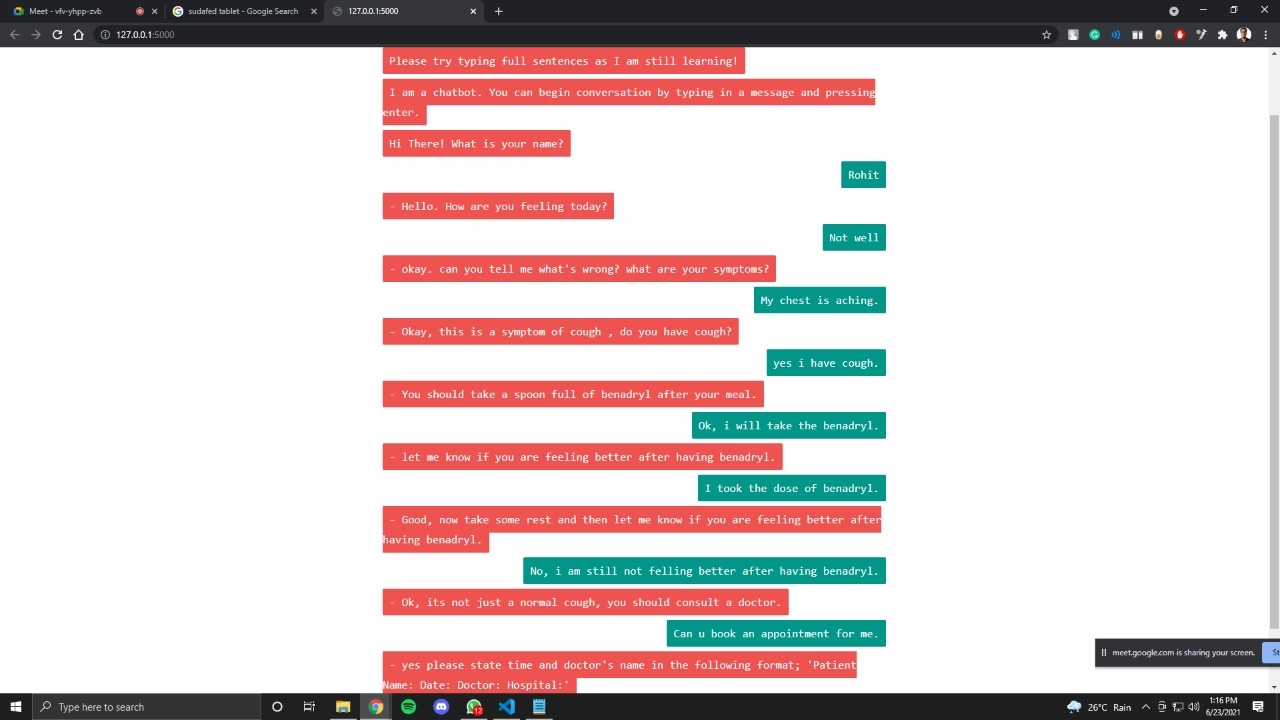 Meet - vfv-yhpp-zvb
sudafed tablet - Google Search
127.0.0.1:5000
127.0.0.1:5000
Please try typing full sentences as I am still learning!
I am a chatbot. You can begin conversation by typing in a message and pressing
enter.
Hi There! What is your name?
Rohit
- Hello. How are you feeling today?
Not well
- okay. can you tell me what's wrong? what are your symptoms?
My chest is aching.
- Okay, this is a symptom of cough , do you have cough?
yes i have cough.
- You should take a spoon full of benadryl after your meal.
Ok, i will take the benadryl.
- let me know if you are feeling better after having benadryl.
I took the dose of benadryl.
- Good, now take some rest and then let me know if you are feeling better after
having benadryl.
No, i am still not felling better after having benadryl.
- Ok, its not just a normal cough, you should consult a doctor.
Can u book an appointment for me.
- yes please state time and doctor's name in the following format; 'Patient
Name: Date: Doctor: Hospital:'
meet.google.com is sharing your screen.
St
Type here to search
12
26°C Rain
1:16 PM
6/23/2021